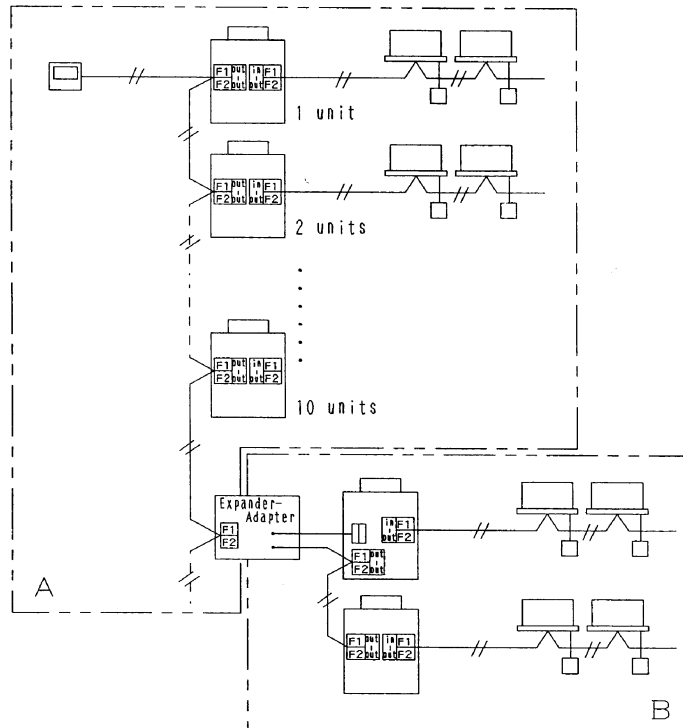 F1 out in F1
F2 out out F2
1 unit
F1 out in F1
F2 out out F2
2 units
F1 out in F1
F2 out out F2
10 units
Expander-
Adapter
F1
F2
in F1
out F2
F1 out
F2 out
A
F1 out in F1
F2 out out F2
B